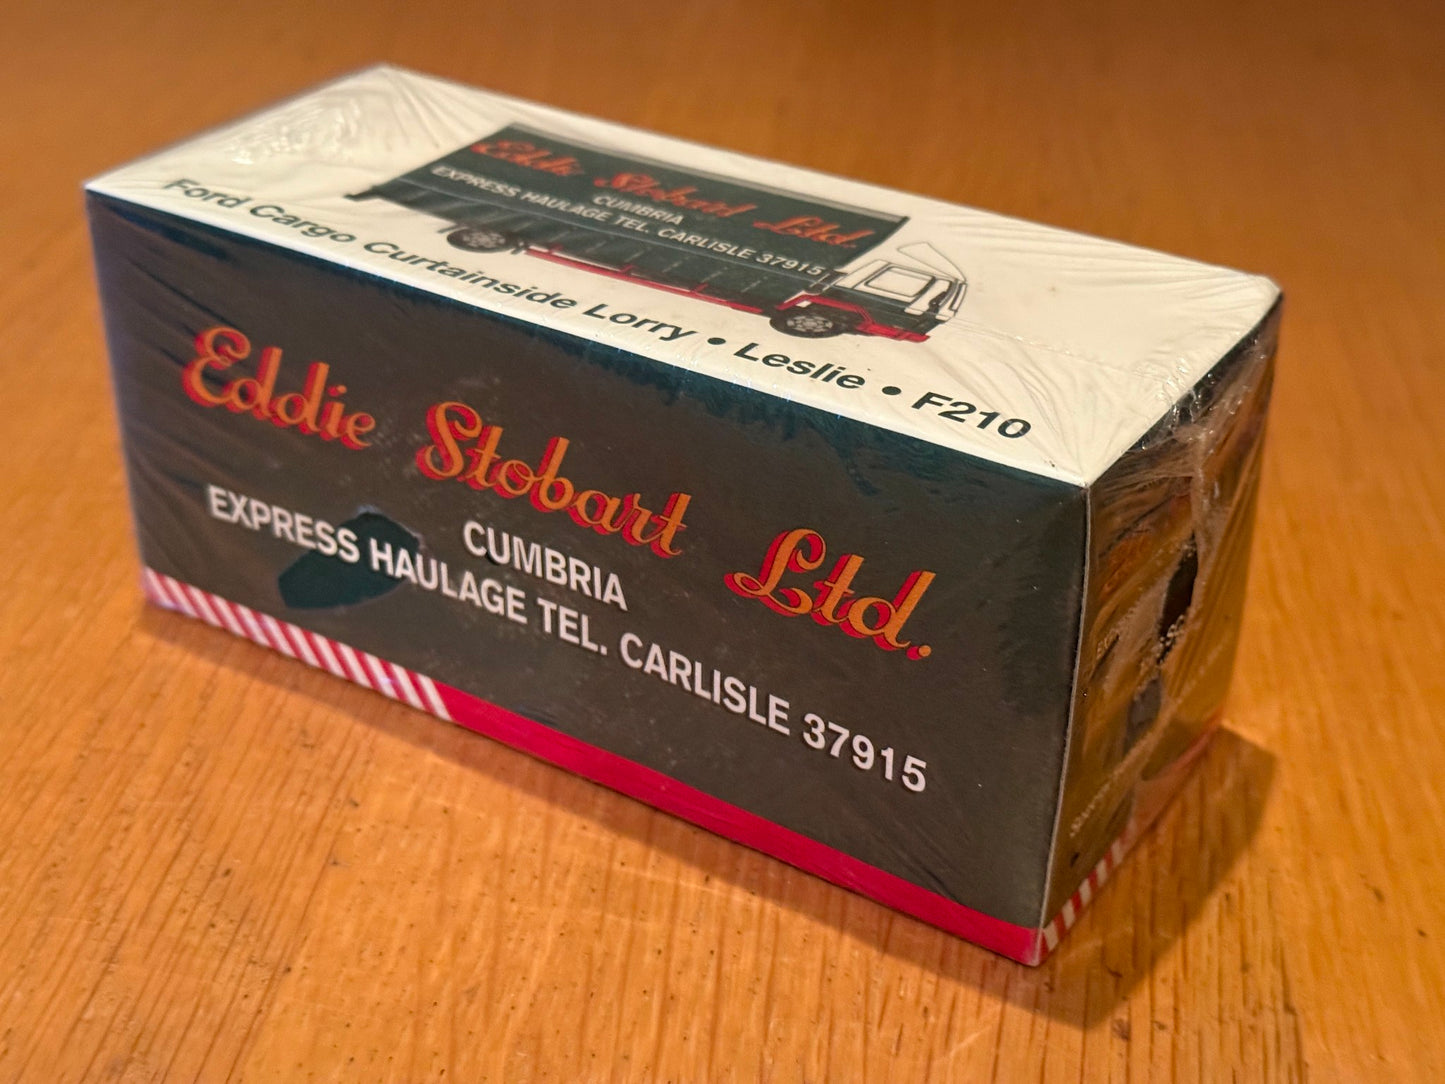 Eddie Stobart Ltd.
CUMBRIA
EXPRESS HAULAGE TEL. CARLISLE 37915
Ford Cargo Curtainside Lorry • Leslie • F210
Eddie Stobart Ltd.
CUMBRIA
EXPRESS HAULAGE TEL. CARLISLE 37915